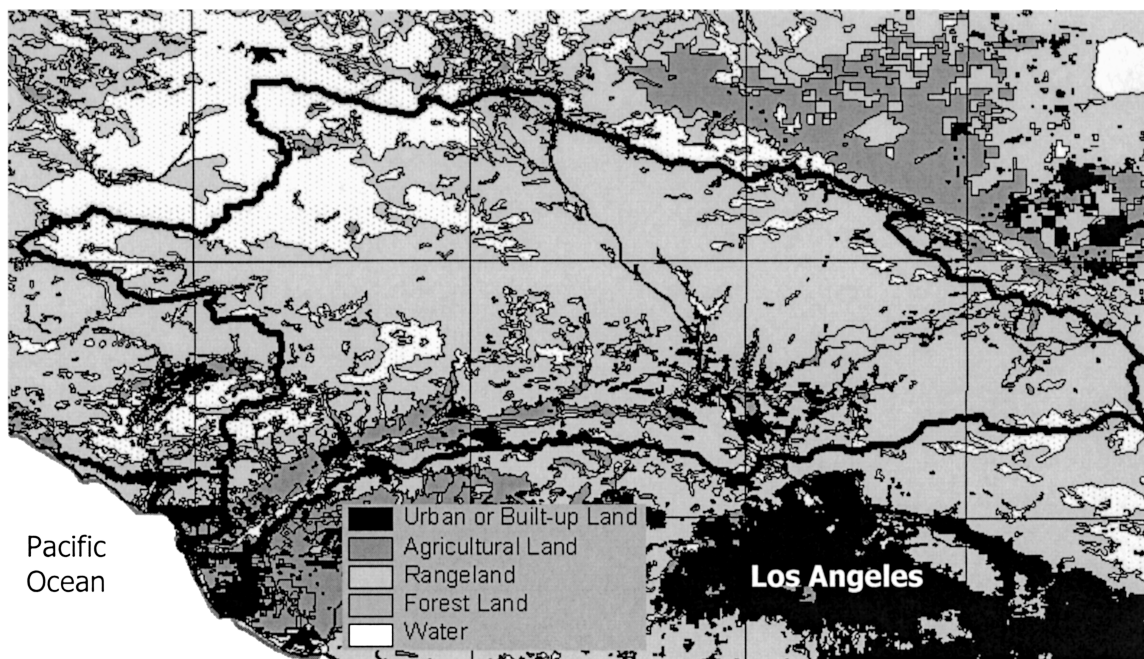 Urban or Built-up Land
Agricultural Land
Rangeland
Forest Land
Water
Pacific
Ocean
Los Angeles